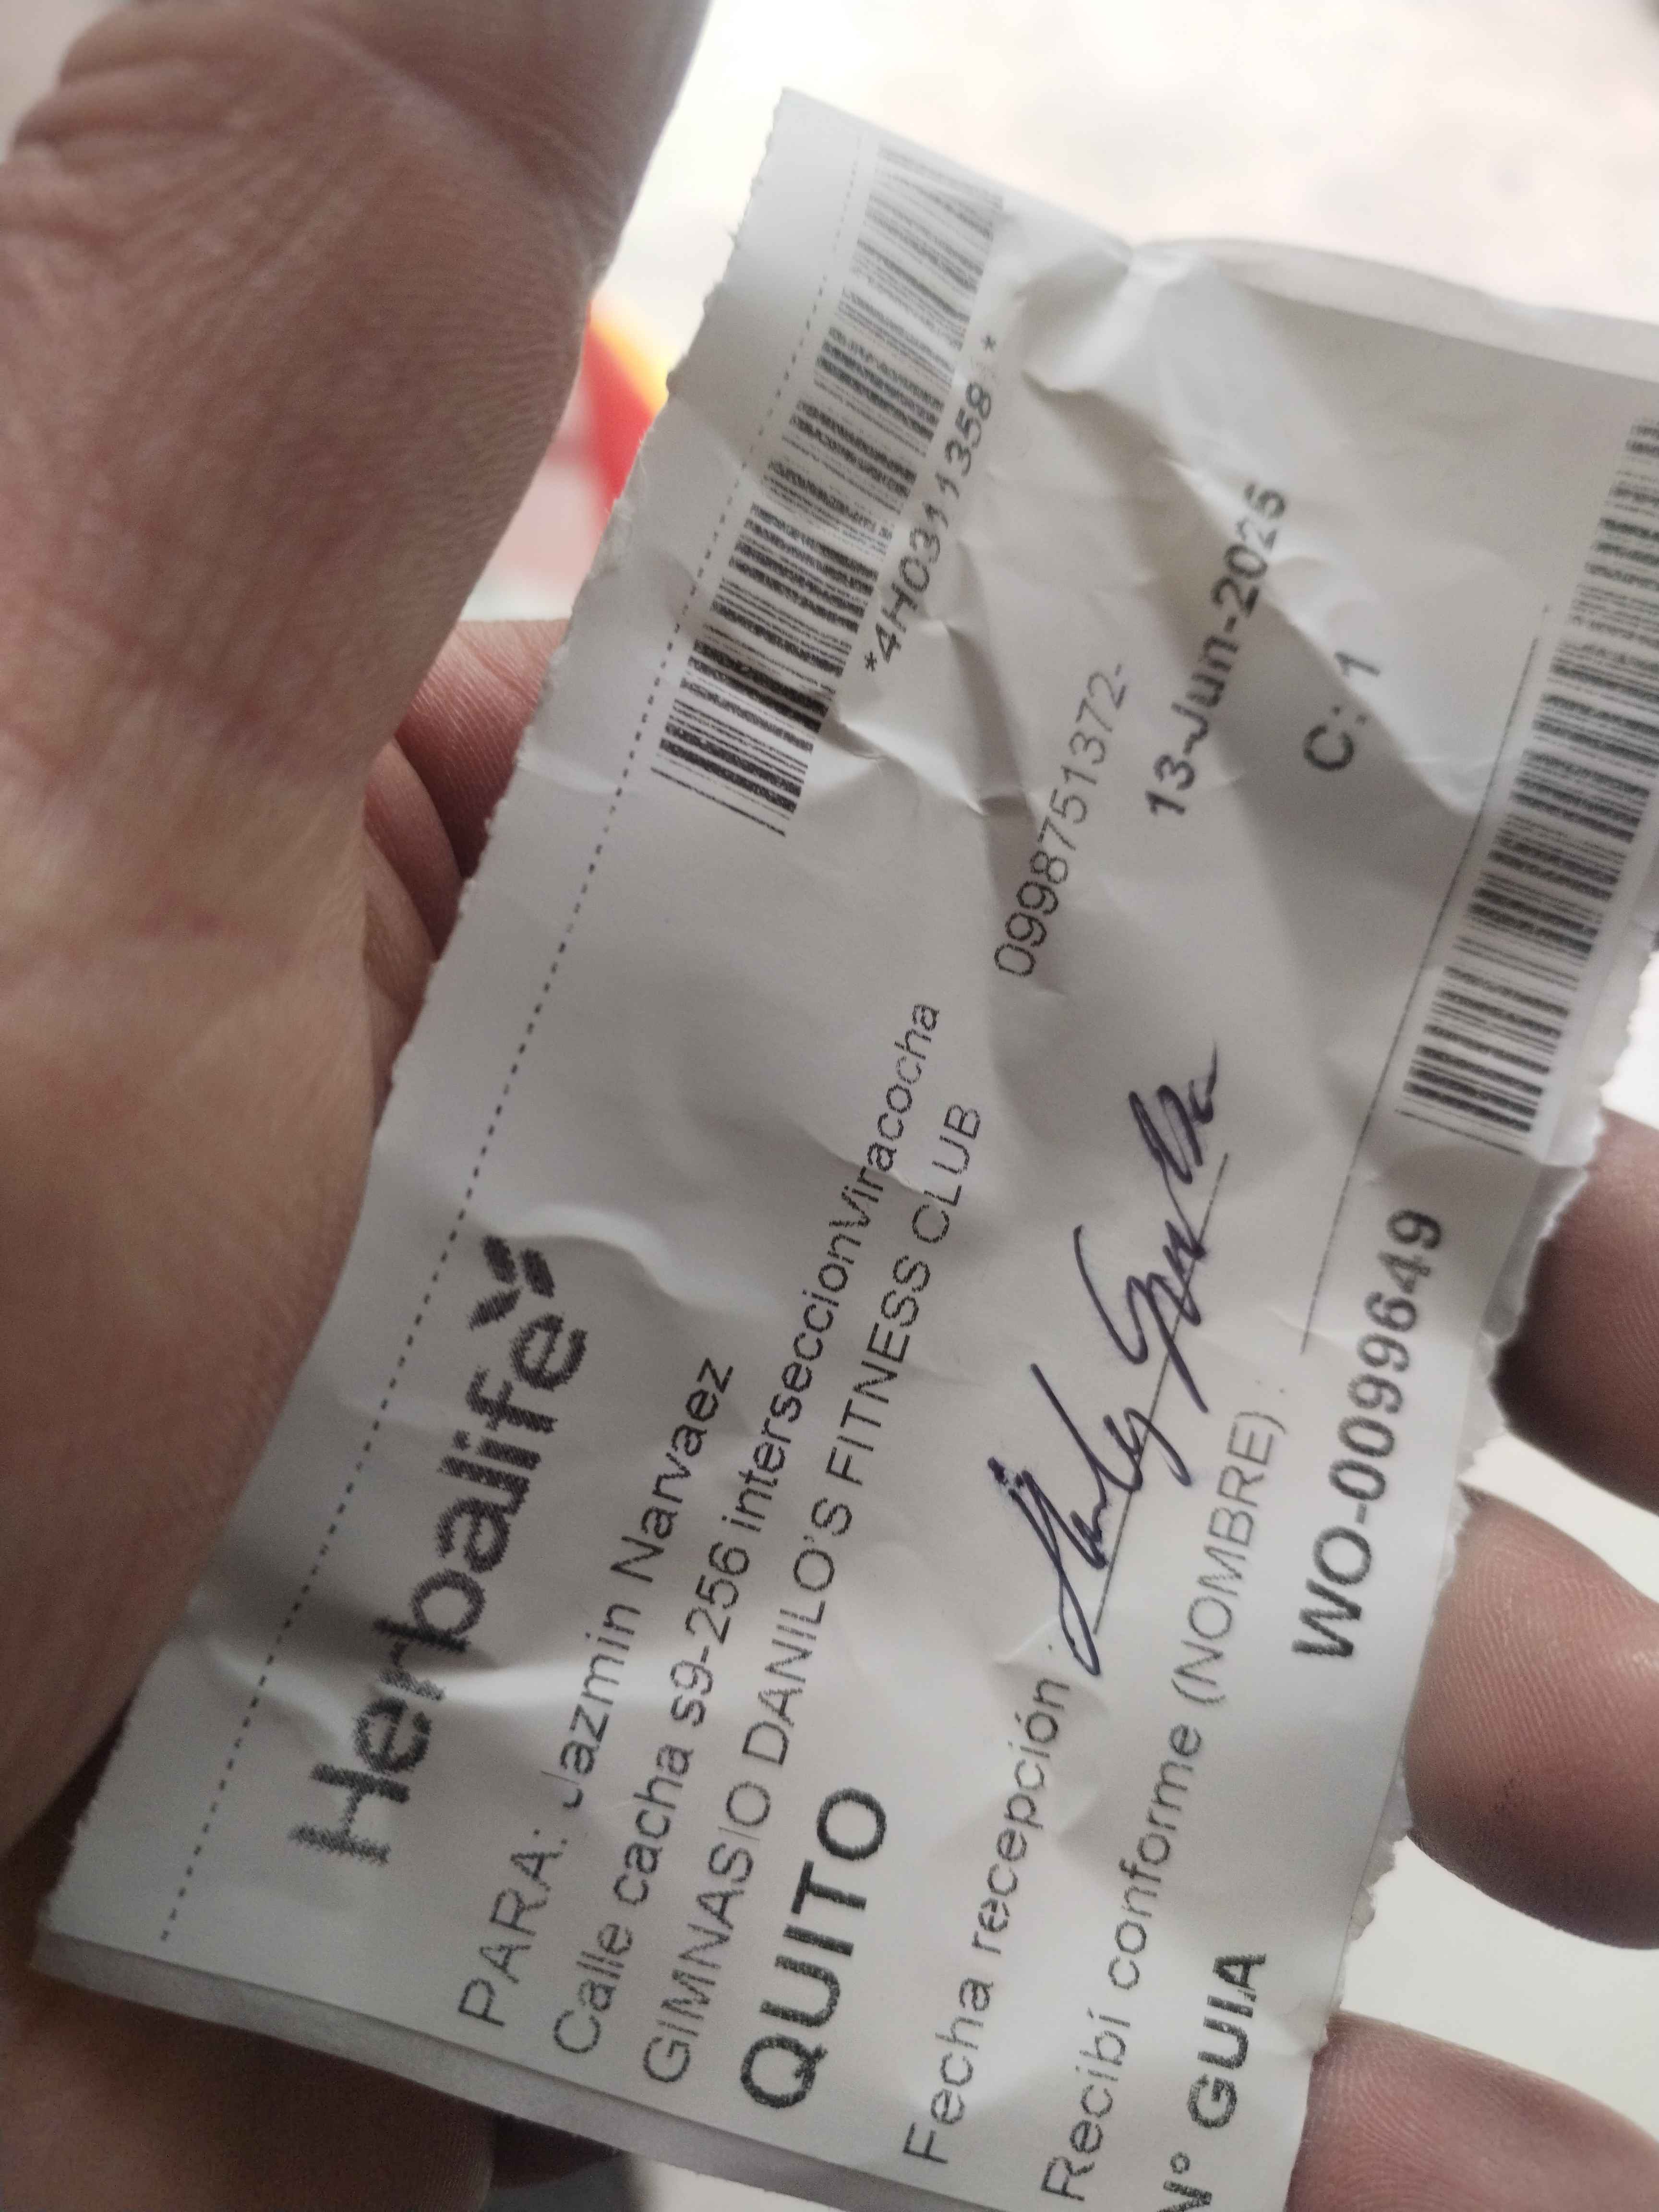 Herbalife
PARA: Jazmin Narvaez
Calle cacha s9-256 interseccionViracocha
GIMNASIO DANILO'S FITNESS CLUB
QUITO
*4H03111358*
0998751372-
13-Jun-2025
C: 1
Fecha recepción
Recibí conforme (NOMBRE) :
N° GUIA WO-0099649